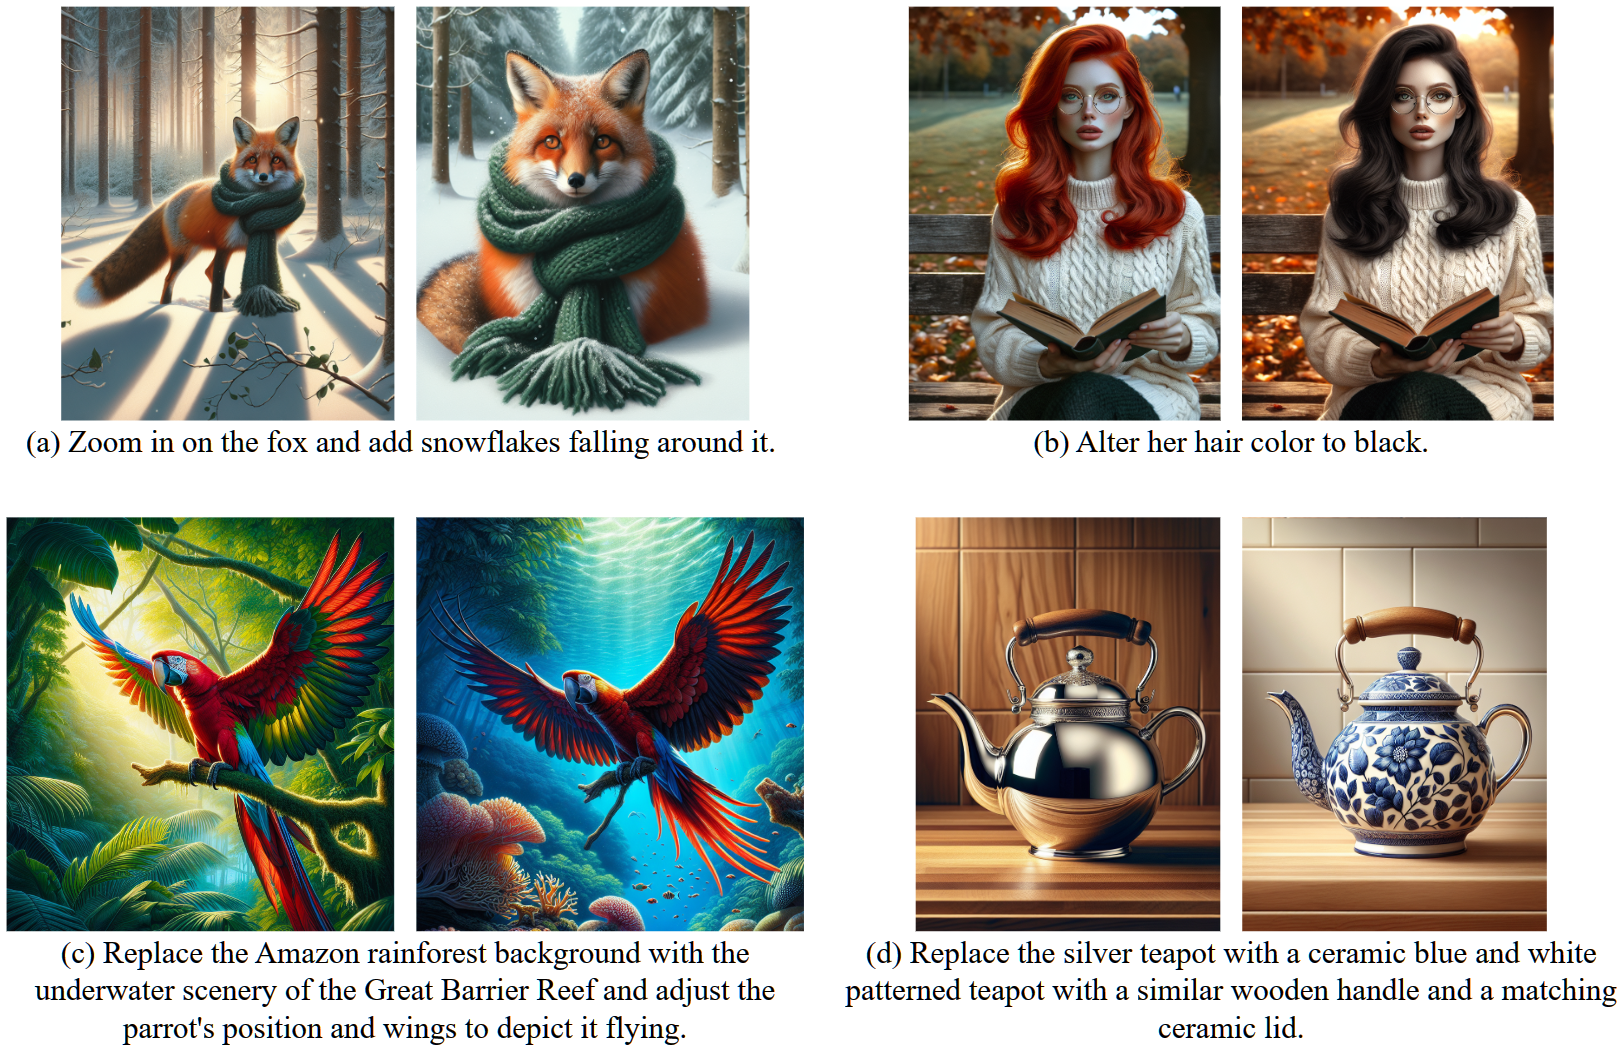 (a) Zoom in on the fox and add snowflakes falling around it.
(b) Alter her hair color to black.
(c) Replace the Amazon rainforest background with the
underwater scenery of the Great Barrier Reef and adjust the
parrot's position and wings to depict it flying.
(d) Replace the silver teapot with a ceramic blue and white
patterned teapot with a similar wooden handle and a matching
ceramic lid.